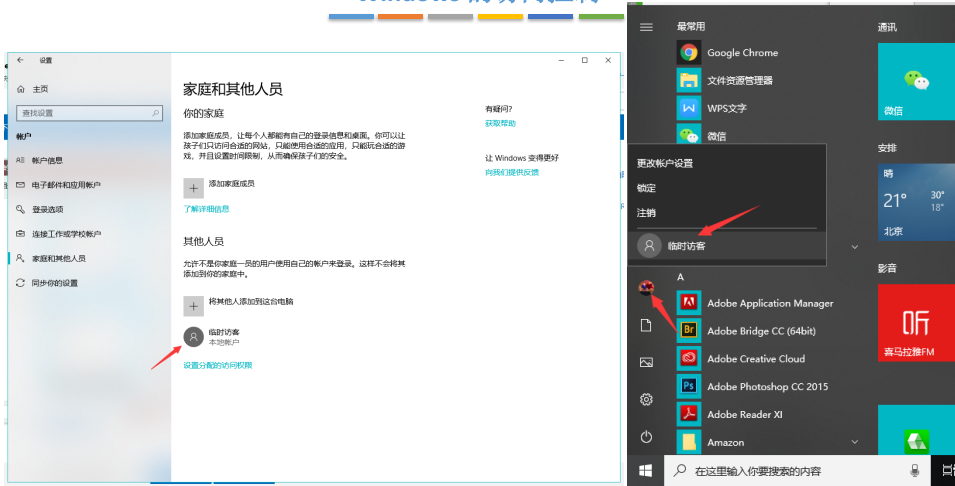 设置
主页
查找设置
帐户
帐户信息
电子邮件和应用帐户
登录选项
连接工作或学校帐户
家庭和其他人员
同步你的设置
家庭和其他人员
你的家庭
添加家庭成员，让每个人都能有自己的登录信息和桌面。你可以让
孩子们只访问合适的网站，只能使用合适的应用，只能玩合适的游
戏，并且设置时间限制，从而确保孩子们的安全。
添加家庭成员
了解详细信息
其他人员
允许不是你家庭一员的用户使用自己的帐户来登录。这样不会将其
添加到你的家庭中。
将其他人添加到这台电脑
临时访客
本地帐户
设置分配的访问权限
有疑问?
获取帮助
让 Windows 变得更好
向我们提供反馈
最常用
Google Chrome
文件资源管理器
WPS文字
微信
更改帐户设置
锁定
注销
临时访客
A
Adobe Application Manager
Adobe Bridge CC (64bit)
Adobe Creative Cloud
Adobe Photoshop CC 2015
Adobe Reader XI
Amazon
在这里输入你要搜索的内容
通讯
微信
安排
晴
21° 30°
18°
北京
影音
听
喜马拉雅FM